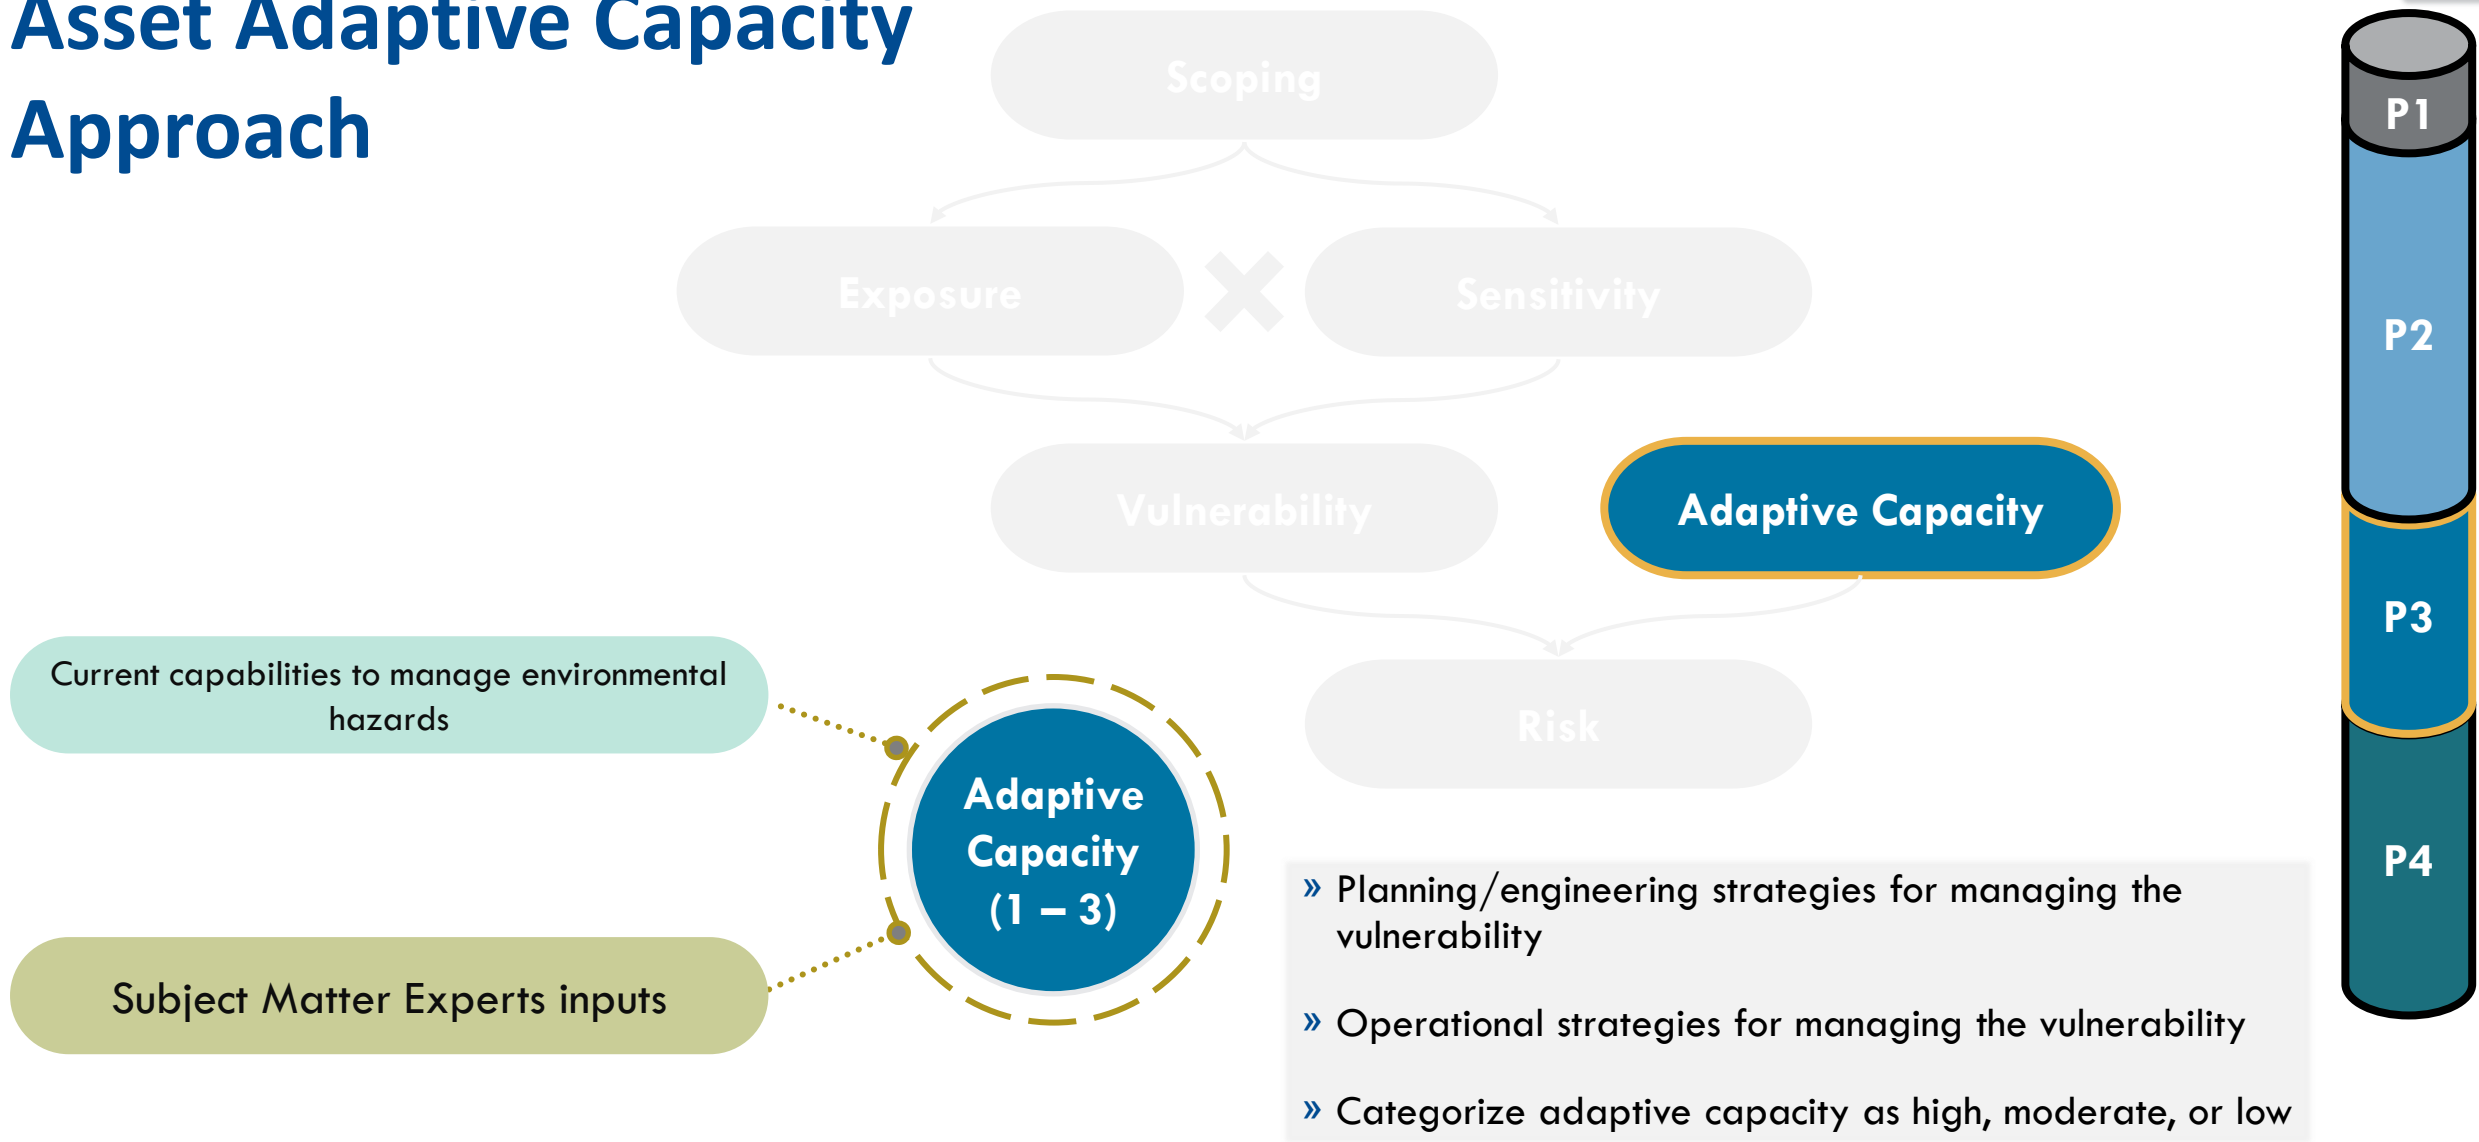 Asset Adaptive Capacity
Approach
Scoping
Exposure
Sensitivity
Vulnerability
Adaptive Capacity
Risk
Current capabilities to manage environmental
hazards
Subject Matter Experts inputs
Adaptive
Capacity
(1 – 3)
» Planning/engineering strategies for managing the
vulnerability
» Operational strategies for managing the vulnerability
» Categorize adaptive capacity as high, moderate, or low
P1
P2
P3
P4